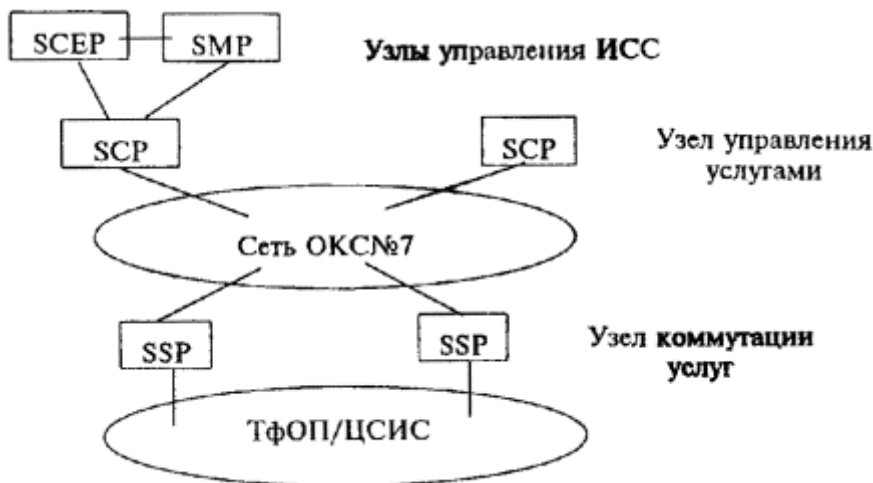 SCEP SMP Узлы управления ИСС
SCP SCP Узел управления
услугами
Сеть ОКС№7
SSP SSP Узел коммутации
услуг
ТфОП/ЦСИС